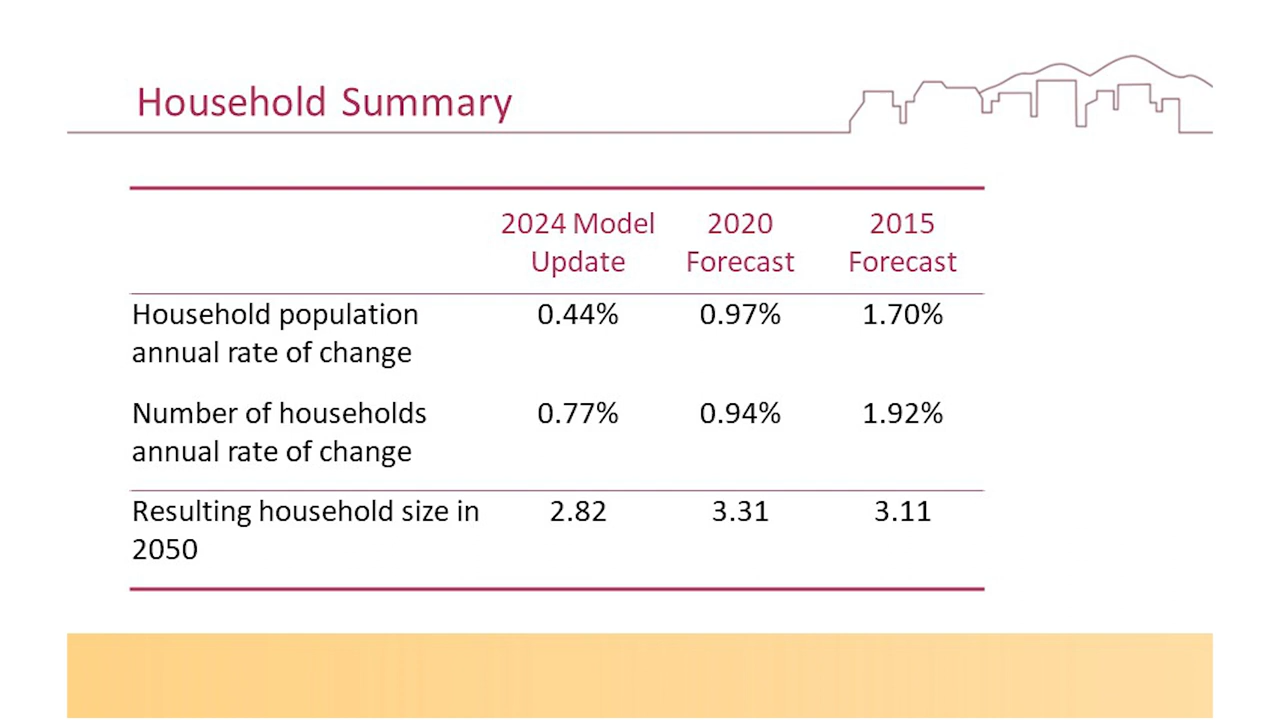 Household Summary
2024 Model 2020 2015
Update Forecast Forecast
Household population 0.44% 0.97% 1.70%
annual rate of change
Number of households 0.77% 0.94% 1.92%
annual rate of change
Resulting household size in 2.82 3.31 3.11
2050